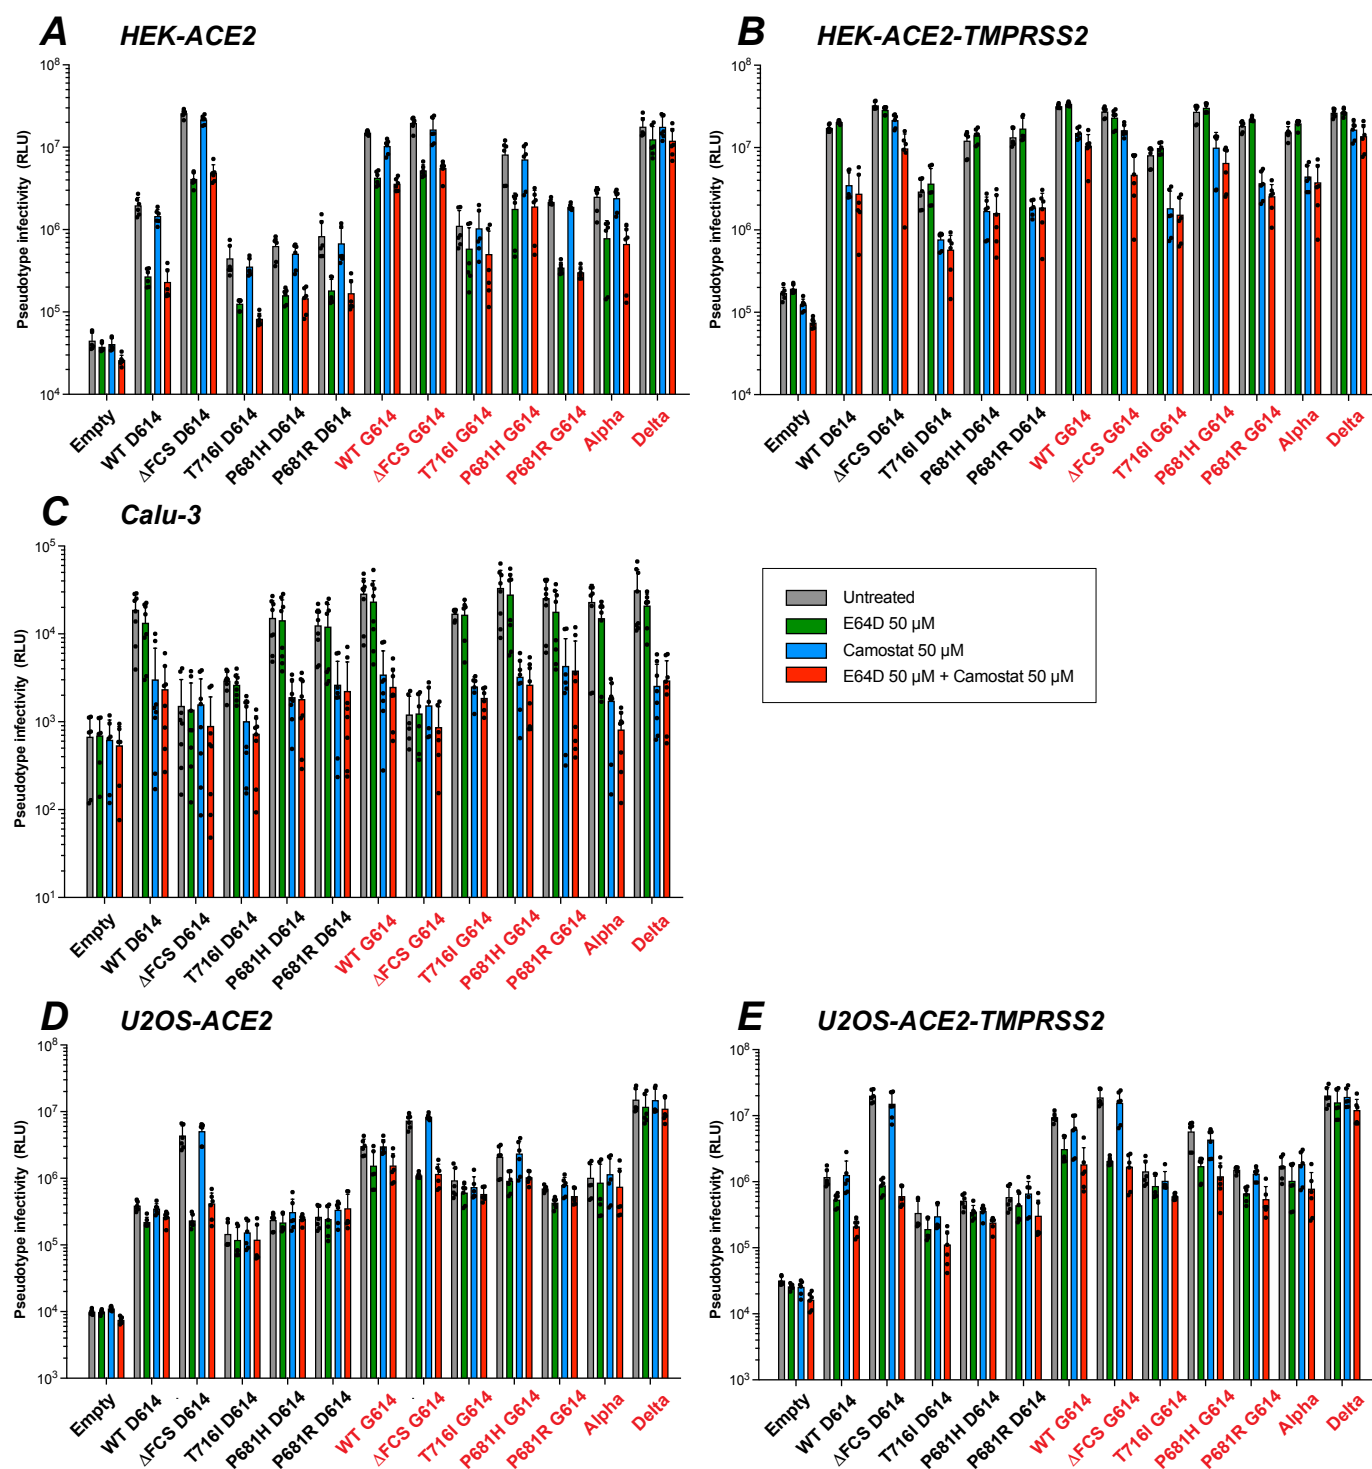 A HEK-ACE2
Pseudotype infectivity (RLU)
10⁸
10⁷
10⁶
10⁵
10⁴
Empty
WT D614
ΔFCS D614
T716I D614
P681H D614
P681R D614
WT G614
ΔFCS G614
T716I G614
P681H G614
P681R G614
Alpha
Delta
B HEK-ACE2-TMPRSS2
Pseudotype infectivity (RLU)
10⁸
10⁷
10⁶
10⁵
10⁴
Empty
WT D614
ΔFCS D614
T716I D614
P681H D614
P681R D614
WT G614
ΔFCS G614
T716I G614
P681H G614
P681R G614
Alpha
Delta
C Calu-3
Pseudotype infectivity (RLU)
10⁵
10⁴
10³
10²
10¹
Empty
WT D614
ΔFCS D614
T716I D614
P681H D614
P681R D614
WT G614
ΔFCS G614
T716I G614
P681H G614
P681R G614
Alpha
Delta
Untreated
E64D 50 µM
Camostat 50 µM
E64D 50 µM + Camostat 50 µM
D U2OS-ACE2
Pseudotype infectivity (RLU)
10⁸
10⁷
10⁶
10⁵
10⁴
10³
Empty
WT D614
ΔFCS D614
T716I D614
P681H D614
P681R D614
WT G614
ΔFCS G614
T716I G614
P681H G614
P681R G614
Alpha
Delta
E U2OS-ACE2-TMPRSS2
Pseudotype infectivity (RLU)
10⁸
10⁷
10⁶
10⁵
10⁴
10³
Empty
WT D614
ΔFCS D614
T716I D614
P681H D614
P681R D614
WT G614
ΔFCS G614
T716I G614
P681H G614
P681R G614
Alpha
Delta